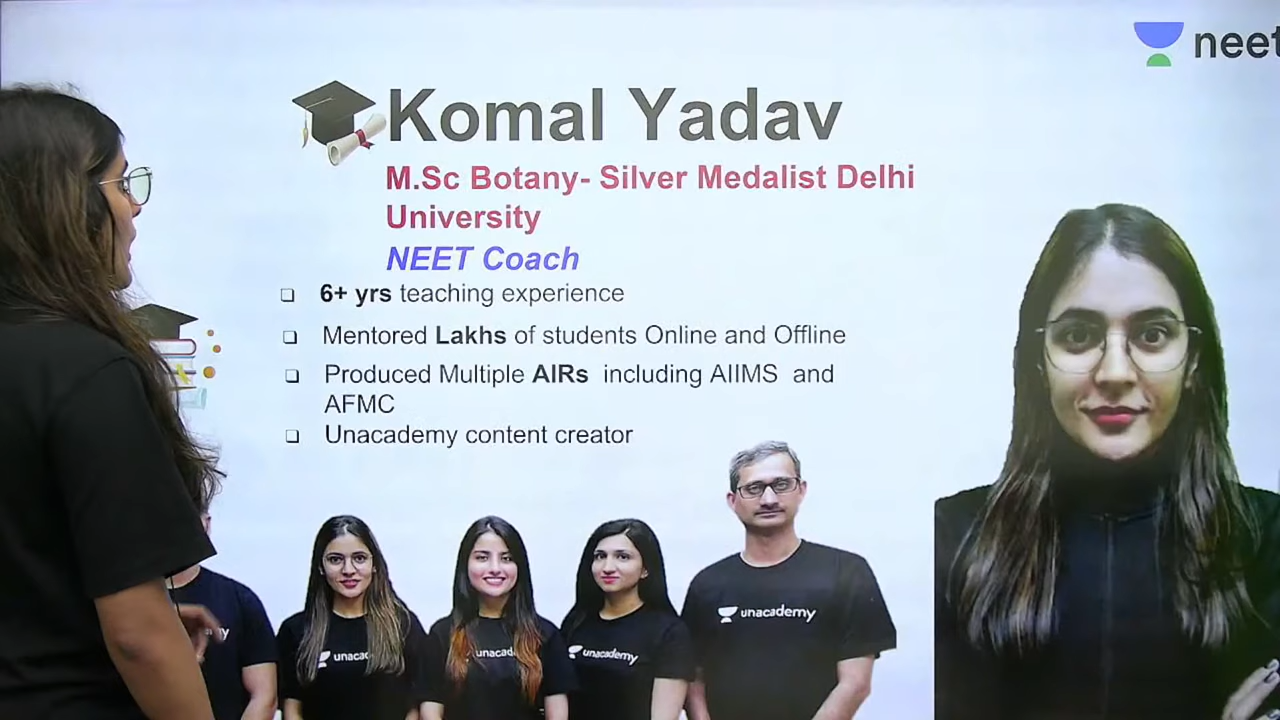 neet
Komal Yadav
M.Sc Botany- Silver Medalist Delhi
University
NEET Coach
6+ yrs teaching experience
Mentored Lakhs of students Online and Offline
Produced Multiple AIRs including AIIMS and
AFMC
Unacademy content creator
unacademy
unacademy